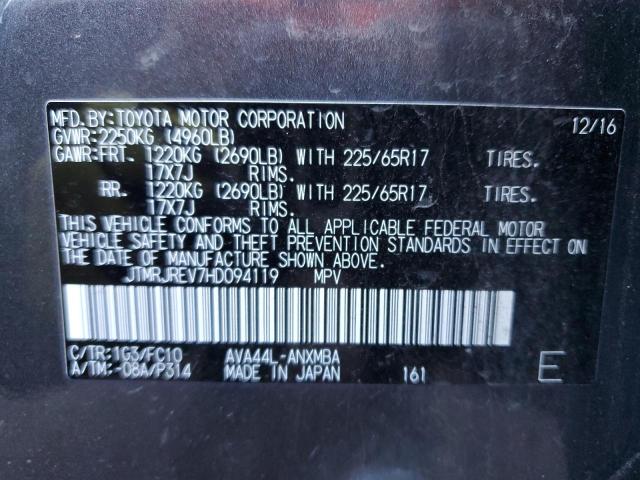 MFD.BY:TOYOTA MOTOR CORPORATION 12/16
GVWR:2250KG (4960LB)
GAWR:FRT. 1220KG (2690LB) WITH 225/65R17 TIRES.
17X7J RIMS.
RR. 1220KG (2690LB) WITH 225/65R17 TIRES.
17X7J RIMS.
THIS VEHICLE CONFORMS TO ALL APPLICABLE FEDERAL MOTOR
VEHICLE SAFETY AND THEFT PREVENTION STANDARDS IN EFFECT ON
THE DATE OF MANUFACTURE SHOWN ABOVE.
JTMRJREV7HD094119 MPV
C/TR:1G3/FC10 AVA44L-ANXMBA
A/TM:-08A/P314 MADE IN JAPAN 161 E